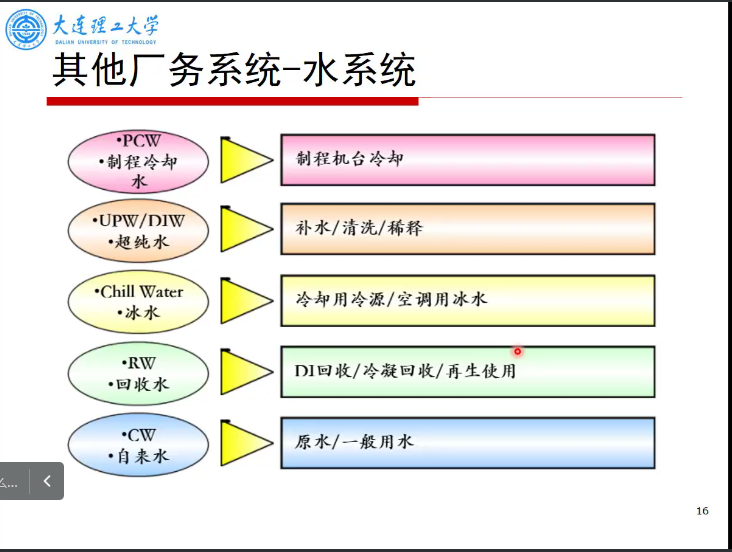 大连理工大学
DALIAN UNIVERSITY OF TECHNOLOGY
其他厂务系统-水系统
•PCW
•制程冷却
水
制程机台冷却
•UPW/DIW
•超纯水
补水/清洗/稀释
•Chill Water
•冰水
冷却用冷源/空调用冰水
•RW
•回收水
DI回收/冷凝回收/再生使用
•CW
•自来水
原水/一般用水
16